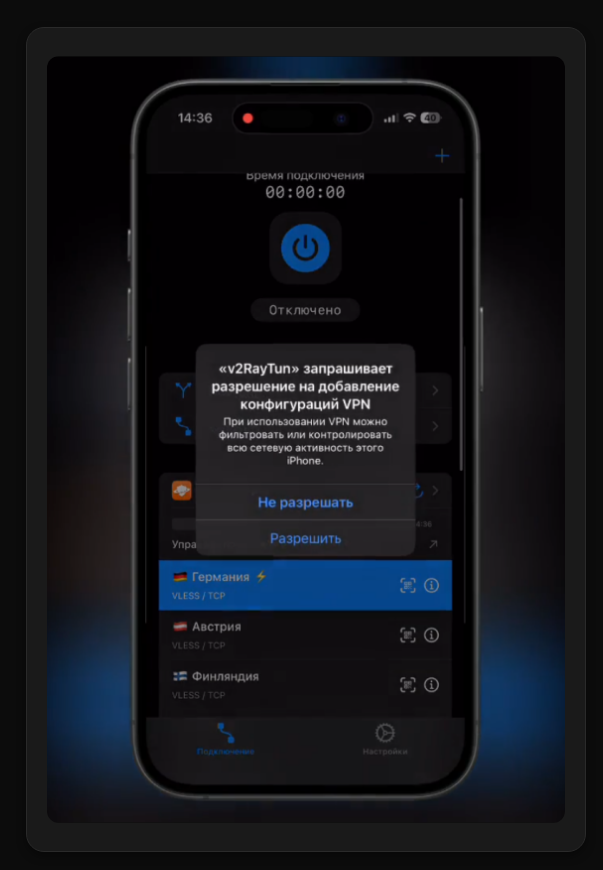 14:36
40
Время подключения
00:00:00
Отключено
«v2RayTun» запрашивает
разрешение на добавление
конфигураций VPN
При использовании VPN можно
фильтровать или контролировать
всю сетевую активность этого
iPhone.
Не разрешать
4:36
Разрешить
Упра
Германия
VLESS / TCP
Австрия
VLESS / TCP
Финляндия
VLESS / TCP
Подключение
Настройки